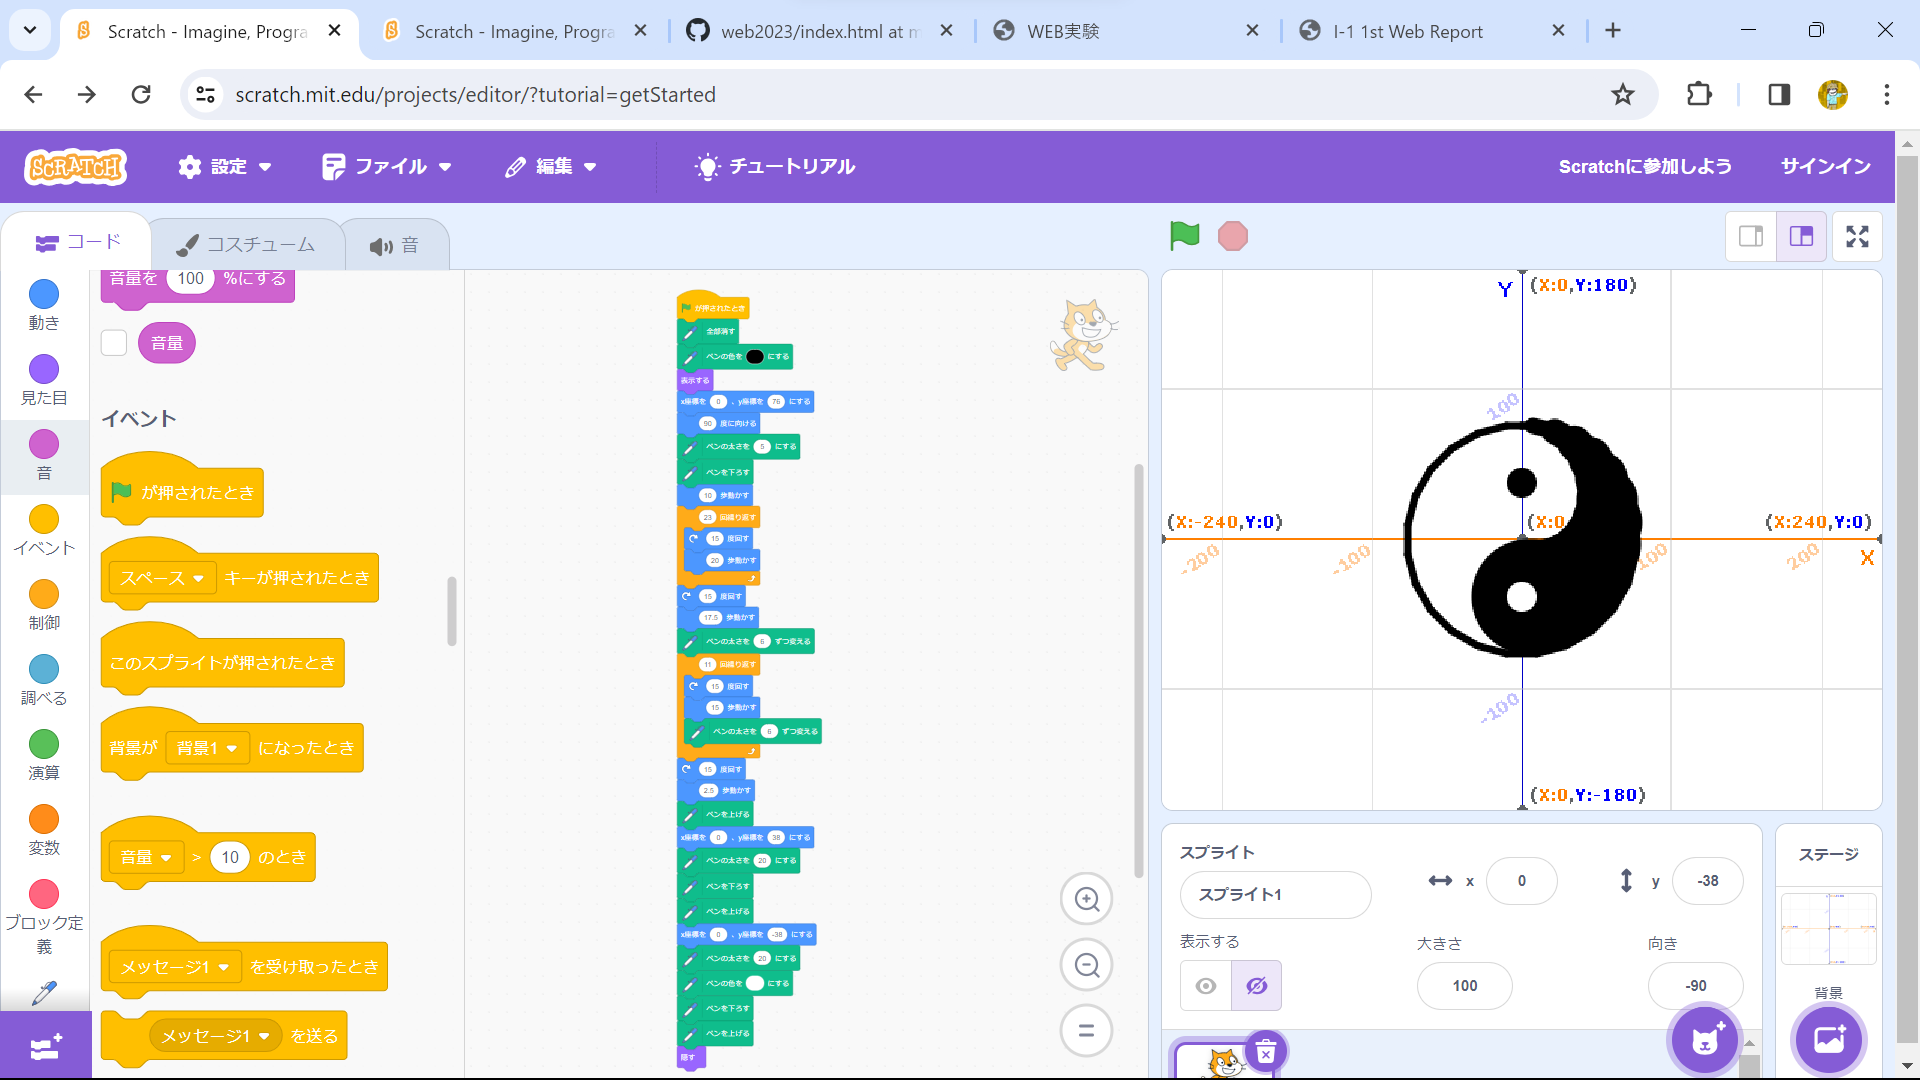 Scratch - Imagine, Progra
Scratch - Imagine, Progra
web2023/index.html at m
WEB実験
I-1 1st Web Report
scratch.mit.edu/projects/editor/?tutorial=getStarted
SCRATCH
設定
ファイル
編集
チュートリアル
Scratchに参加しよう
サインイン
コード
コスチューム
音
動き
見た目
音
イベント
制御
調べる
演算
変数
ブロック定
義
音量を 100 %にする
音量
イベント
が押されたとき
スペース キーが押されたとき
このスプライトが押されたとき
背景が 背景1 になったとき
音量 > 10 のとき
メッセージ1 を受け取ったとき
メッセージ1 を送る
が押されたとき
全部消す
ペンの色を にする
表示する
x座標を 0 、y座標を 76 にする
90 度に向ける
ペンの太さを 5 にする
ペンを下ろす
10 歩動かす
23 回繰り返す
15 度回す
20 歩動かす
15 度回す
17.5 歩動かす
ペンの太さを 6 ずつ変える
11 回繰り返す
15 度回す
15 歩動かす
ペンの太さを 6 ずつ変える
15 度回す
2.5 歩動かす
ペンを上げる
x座標を 0 、y座標を 38 にする
ペンの太さを 20 にする
ペンを下ろす
ペンを上げる
x座標を 0 、y座標を -38 にする
ペンの太さを 20 にする
ペンの色を にする
ペンを下ろす
ペンを上げる
隠す
Y
(X:0,Y:180)
100
(X:-240,Y:0)
(X:0,
(X:240,Y:0)
-200
-100
100
200
X
-100
(X:0,Y:-180)
スプライト
スプライト1
x 0
y -38
表示する
大きさ 100
向き -90
ステージ
背景